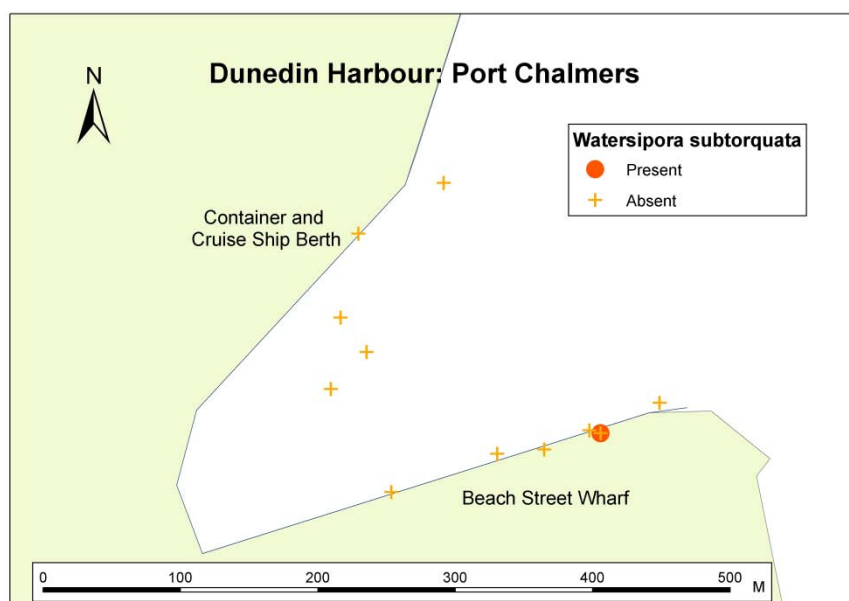 Dunedin Harbour: Port Chalmers
N
Watersipora subtorquata
Present
Absent
Container and
Cruise Ship Berth
Beach Street Wharf
0 100 200 300 400 500 M